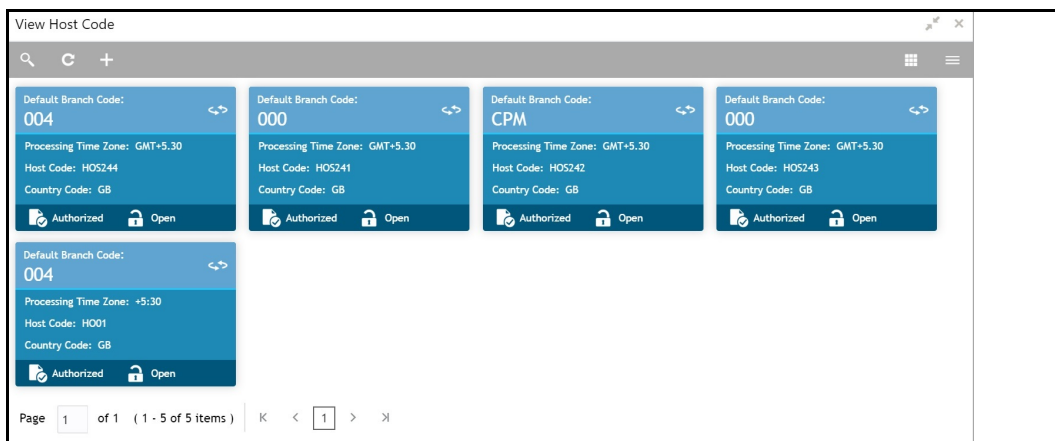 View Host Code
Default Branch Code:
004
Processing Time Zone: GMT+5.30
Host Code: HOS244
Country Code: GB
Authorized Open
Default Branch Code:
000
Processing Time Zone: GMT+5.30
Host Code: HOS241
Country Code: GB
Authorized Open
Default Branch Code:
CPM
Processing Time Zone: GMT+5.30
Host Code: HOS242
Country Code: GB
Authorized Open
Default Branch Code:
000
Processing Time Zone: GMT+5.30
Host Code: HOS243
Country Code: GB
Authorized Open
Default Branch Code:
004
Processing Time Zone: +5:30
Host Code: HO01
Country Code: GB
Authorized Open
Page 1 of 1 ( 1 - 5 of 5 items ) 1